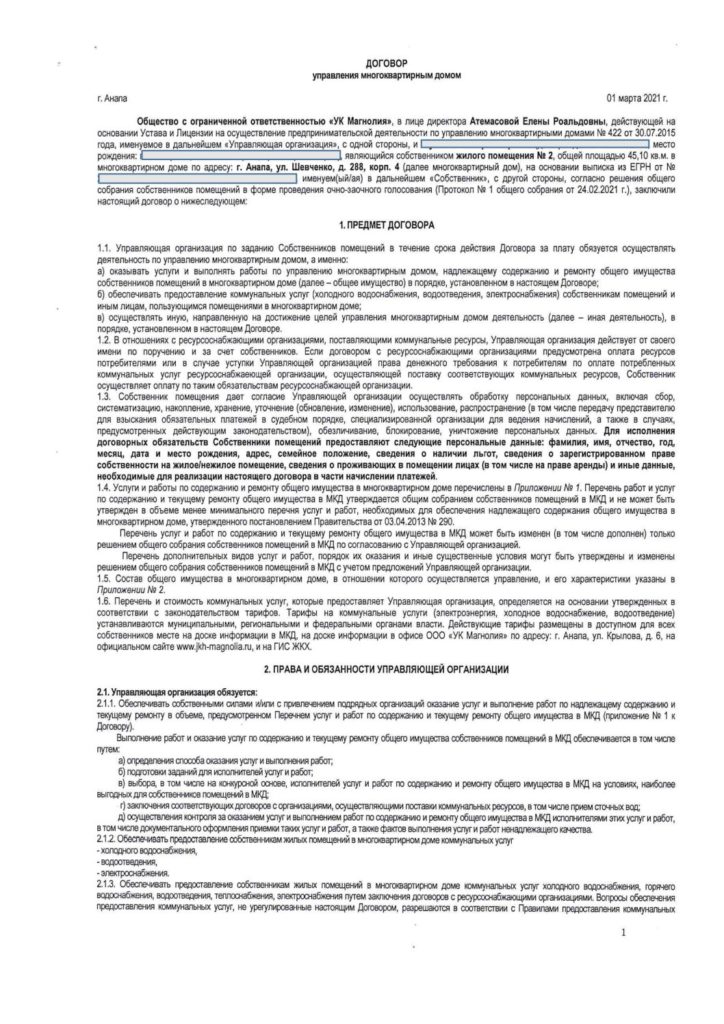 ДОГОВОР
управления многоквартирным домом
г. Анапа 01 марта 2021 г.
Общество с ограниченной ответственностью «УК Магнолия», в лице директора Атемасовой Елены Роальдовны, действующей на
основании Устава и Лицензии на осуществление предпринимательской деятельности по управлению многоквартирными домами № 422 от 30.07.2015
года, именуемое в дальнейшем «Управляющая организация», с одной стороны, и место
рождения: являющийся собственником жилого помещения № 2, общей площадью 45,10 кв.м. в
многоквартирном доме по адресу: г. Анапа, ул. Шевченко, д. 288, корп. 4 (далее многоквартирный дом), на основании выписки из ЕГРН от №
именуем(ый/ая) в дальнейшем «Собственник», с другой стороны, согласно решения общего
собрания собственников помещений в форме проведения очно-заочного голосования (Протокол № 1 общего собрания от 24.02.2021 г.), заключили
настоящий договор о нижеследующем:
1. ПРЕДМЕТ ДОГОВОРА
1.1. Управляющая организация по заданию Собственников помещений в течение срока действия Договора за плату обязуется осуществлять
деятельность по управлению многоквартирным домом, а именно:
а) оказывать услуги и выполнять работы по управлению многоквартирным домом, надлежащему содержанию и ремонту общего имущества
собственников помещений в многоквартирном доме (далее – общее имущество) в порядке, установленном в настоящем Договоре;
б) обеспечивать предоставление коммунальных услуг (холодного водоснабжения, водоотведения, электроснабжения) собственникам помещений и
иным лицам, пользующимся помещениями в многоквартирном доме;
в) осуществлять иную, направленную на достижение целей управления многоквартирным домом деятельность (далее – иная деятельность), в
порядке, установленном в настоящем Договоре.
1.2. В отношениях с ресурсоснабжающими организациями, поставляющими коммунальные ресурсы, Управляющая организация действует от своего
имени по поручению и за счет собственников. Если договором с ресурсоснабжающими организациями предусмотрена оплата ресурсов
потребителями или в случае уступки Управляющей организацией права денежного требования к потребителям по оплате потребленных
коммунальных услуг ресурсоснабжающей организации, осуществляющей поставку соответствующих коммунальных ресурсов, Собственник
осуществляет оплату по таким обязательствам ресурсоснабжающей организации.
1.3. Собственник помещения дает согласие Управляющей организации осуществлять обработку персональных данных, включая сбор,
систематизацию, накопление, хранение, уточнение (обновление, изменение), использование, распространение (в том числе передачу представителю
для взыскания обязательных платежей в судебном порядке, специализированной организации для ведения начислений, а также в случаях,
предусмотренных действующим законодательством), обезличивание, блокирование, уничтожение персональных данных. Для исполнения
договорных обязательств Собственники помещений предоставляют следующие персональные данные: фамилия, имя, отчество, год,
месяц, дата и место рождения, адрес, семейное положение, сведения о наличии льгот, сведения о зарегистрированном праве
собственности на жилое/нежилое помещение, сведения о проживающих в помещении лицах (в том числе на праве аренды) и иные данные,
необходимые для реализации настоящего договора в части начислении платежей.
1.4. Услуги и работы по содержанию и ремонту общего имущества в многоквартирном доме перечислены в Приложении № 1. Перечень работ и услуг
по содержанию и текущему ремонту общего имущества в МКД утверждается общим собранием собственников помещений в МКД и не может быть
утвержден в объеме менее минимального перечня услуг и работ, необходимых для обеспечения надлежащего содержания общего имущества в
многоквартирном доме, утвержденного постановлением Правительства от 03.04.2013 № 290.
Перечень услуг и работ по содержанию и текущему ремонту общего имущества в МКД может быть изменен (в том числе дополнен) только
решением общего собрания собственников помещений в МКД по согласованию с Управляющей организацией.
Перечень дополнительных видов услуг и работ, порядок их оказания и иные существенные условия могут быть утверждены и изменены
решением общего собрания собственников помещений в МКД с учетом предложений Управляющей организации.
1.5. Состав общего имущества в многоквартирном доме, в отношении которого осуществляется управление, и его характеристики указаны в
Приложении № 2.
1.6. Перечень и стоимость коммунальных услуг, которые предоставляет Управляющая организация, определяется на основании утвержденных в
соответствии с законодательством тарифов. Тарифы на коммунальные услуги (электроэнергия, холодное водоснабжение, водоотведение)
устанавливаются муниципальными, региональными и федеральными органами власти. Действующие тарифы размещены в доступном для всех
собственников месте на доске информации в МКД, на доске информации в офисе ООО «УК Магнолия» по адресу: г. Анапа, ул. Крылова, д. 6, на
официальном сайте www.jkh-magnolia.ru, и на ГИС ЖКХ.
2. ПРАВА И ОБЯЗАННОСТИ УПРАВЛЯЮЩЕЙ ОРГАНИЗАЦИИ
2.1. Управляющая организация обязуется:
2.1.1. Обеспечивать собственными силами и/или с привлечением подрядных организаций оказание услуг и выполнение работ по надлежащему содержанию и
текущему ремонту в объеме, предусмотренном Перечнем услуг и работ по содержанию и текущему ремонту общего имущества в МКД (приложение № 1 к
Договору).
Выполнение работ и оказание услуг по содержанию и текущему ремонту общего имущества собственников помещений в МКД обеспечивается в том числе
путем:
а) определения способа оказания услуг и выполнения работ;
б) подготовки заданий для исполнителей услуг и работ;
в) выбора, в том числе на конкурсной основе, исполнителей услуг и работ по содержанию и ремонту общего имущества в МКД на условиях, наиболее
выгодных для собственников помещений в МКД;
г) заключения соответствующих договоров с организациями, осуществляющими поставки коммунальных ресурсов, в том числе прием сточных вод;
д) осуществления контроля за оказанием услуг и выполнением работ по содержанию и ремонту общего имущества в МКД исполнителями этих услуг и работ,
в том числе документального оформления приемки таких услуг и работ, а также фактов выполнения услуг и работ ненадлежащего качества.
2.1.2. Обеспечивать предоставление собственникам жилых помещений в многоквартирном доме коммунальных услуг
- холодного водоснабжения,
- водоотведения,
- электроснабжения.
2.1.3. Обеспечивать предоставление собственникам жилых помещений в многоквартирном доме коммунальных услуг холодного водоснабжения, горячего
водоснабжения, водоотведения, теплоснабжения, электроснабжения путем заключения договоров с ресурсоснабжающими организациями. Вопросы обеспечения
предоставления коммунальных услуг, не урегулированные настоящим Договором, разрешаются в соответствии с Правилами предоставления коммунальных
1